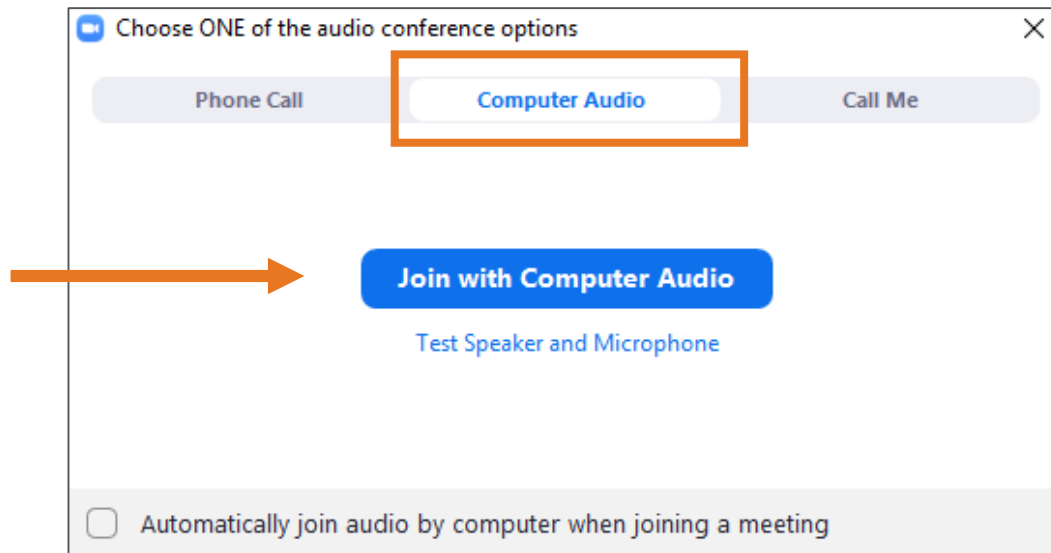 Choose ONE of the audio conference options
Phone Call Computer Audio Call Me
Join with Computer Audio
Test Speaker and Microphone
Automatically join audio by computer when joining a meeting